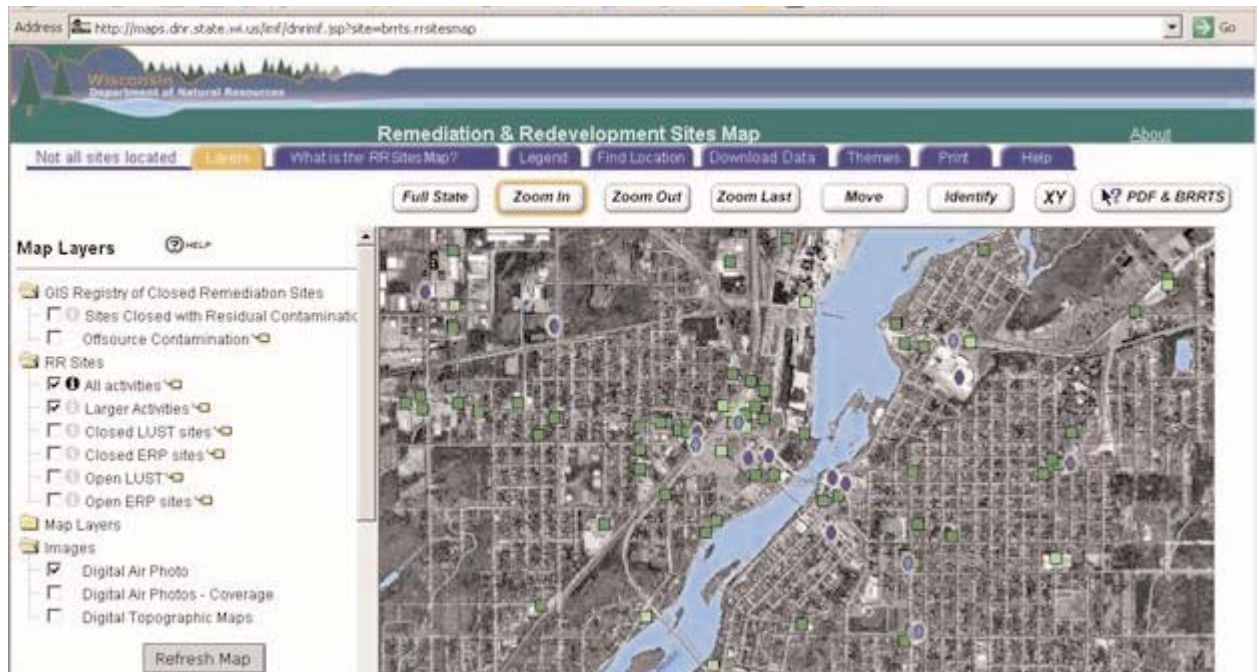 Address http://maps.dnr.state.wi.us/imf/dnrimf.jsp?site=brrts.rrsitesmap Go
Wisconsin
Department of Natural Resources
Remediation & Redevelopment Sites Map About
Not all sites located Layers What is the RR Sites Map? Legend Find Location Download Data Themes Print Help
Full State Zoom In Zoom Out Zoom Last Move Identify XY ? PDF & BRRTS
Map Layers ? HELP
GIS Registry of Closed Remediation Sites
Sites Closed with Residual Contaminatio
Offsource Contamination
RR Sites
All activities
Larger Activities
Closed LUST sites
Closed ERP sites
Open LUST
Open ERP sites
Map Layers
Images
Digital Air Photo
Digital Air Photos - Coverage
Digital Topographic Maps
Refresh Map